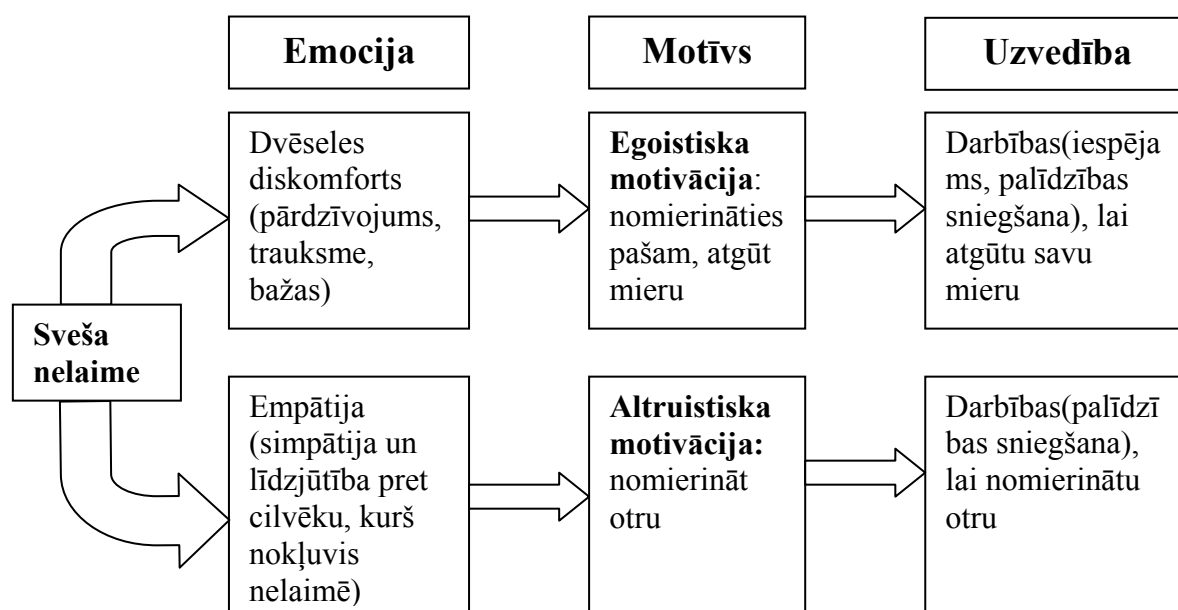 Emocija
Motīvs
Uzvedība
Dvēseles
diskomforts
(pārdzīvojums,
trauksme,
bažas)
Egoistiska
motivācija:
nomierināties
pašam, atgūt
mieru
Darbības(iespēja
ms, palīdzības
sniegšana), lai
atgūtu savu
mieru
Sveša
nelaime
Empātija
(simpātija un
līdzjūtība pret
cilvēku, kurš
nokļuvis
nelaimē)
Altruistiska
motivācija:
nomierināt
otru
Darbības(palīdzī
bas sniegšana),
lai nomierinātu
otru